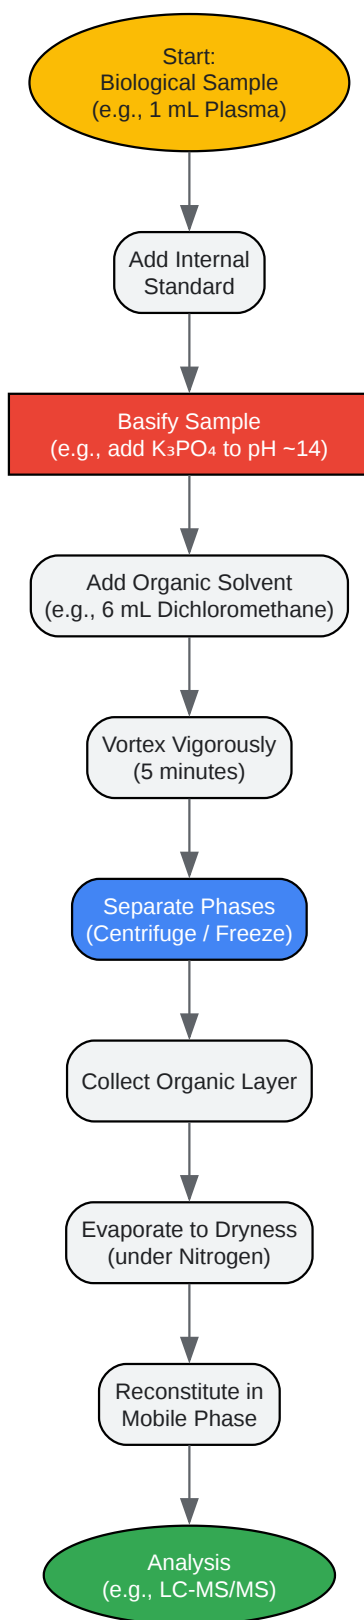 Start:
Biological Sample
(e.g., 1 mL Plasma)
Add Internal
Standard
Basify Sample
(e.g., add K₃PO₄ to pH ~14)
Add Organic Solvent
(e.g., 6 mL Dichloromethane)
Vortex Vigorously
(5 minutes)
Separate Phases
(Centrifuge / Freeze)
Collect Organic Layer
Evaporate to Dryness
(under Nitrogen)
Reconstitute in
Mobile Phase
Analysis
(e.g., LC-MS/MS)